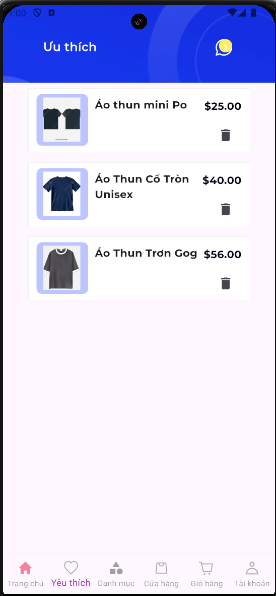 Ưu thích
Áo thun mini Po
$25.00
Áo Thun Cổ Tròn
Unisex
$40.00
Áo Thun Trơn Gog
$56.00
Trang chủ
Yêu thích
Danh mục
Cửa hàng
Giỏ hàng
Tài khoản